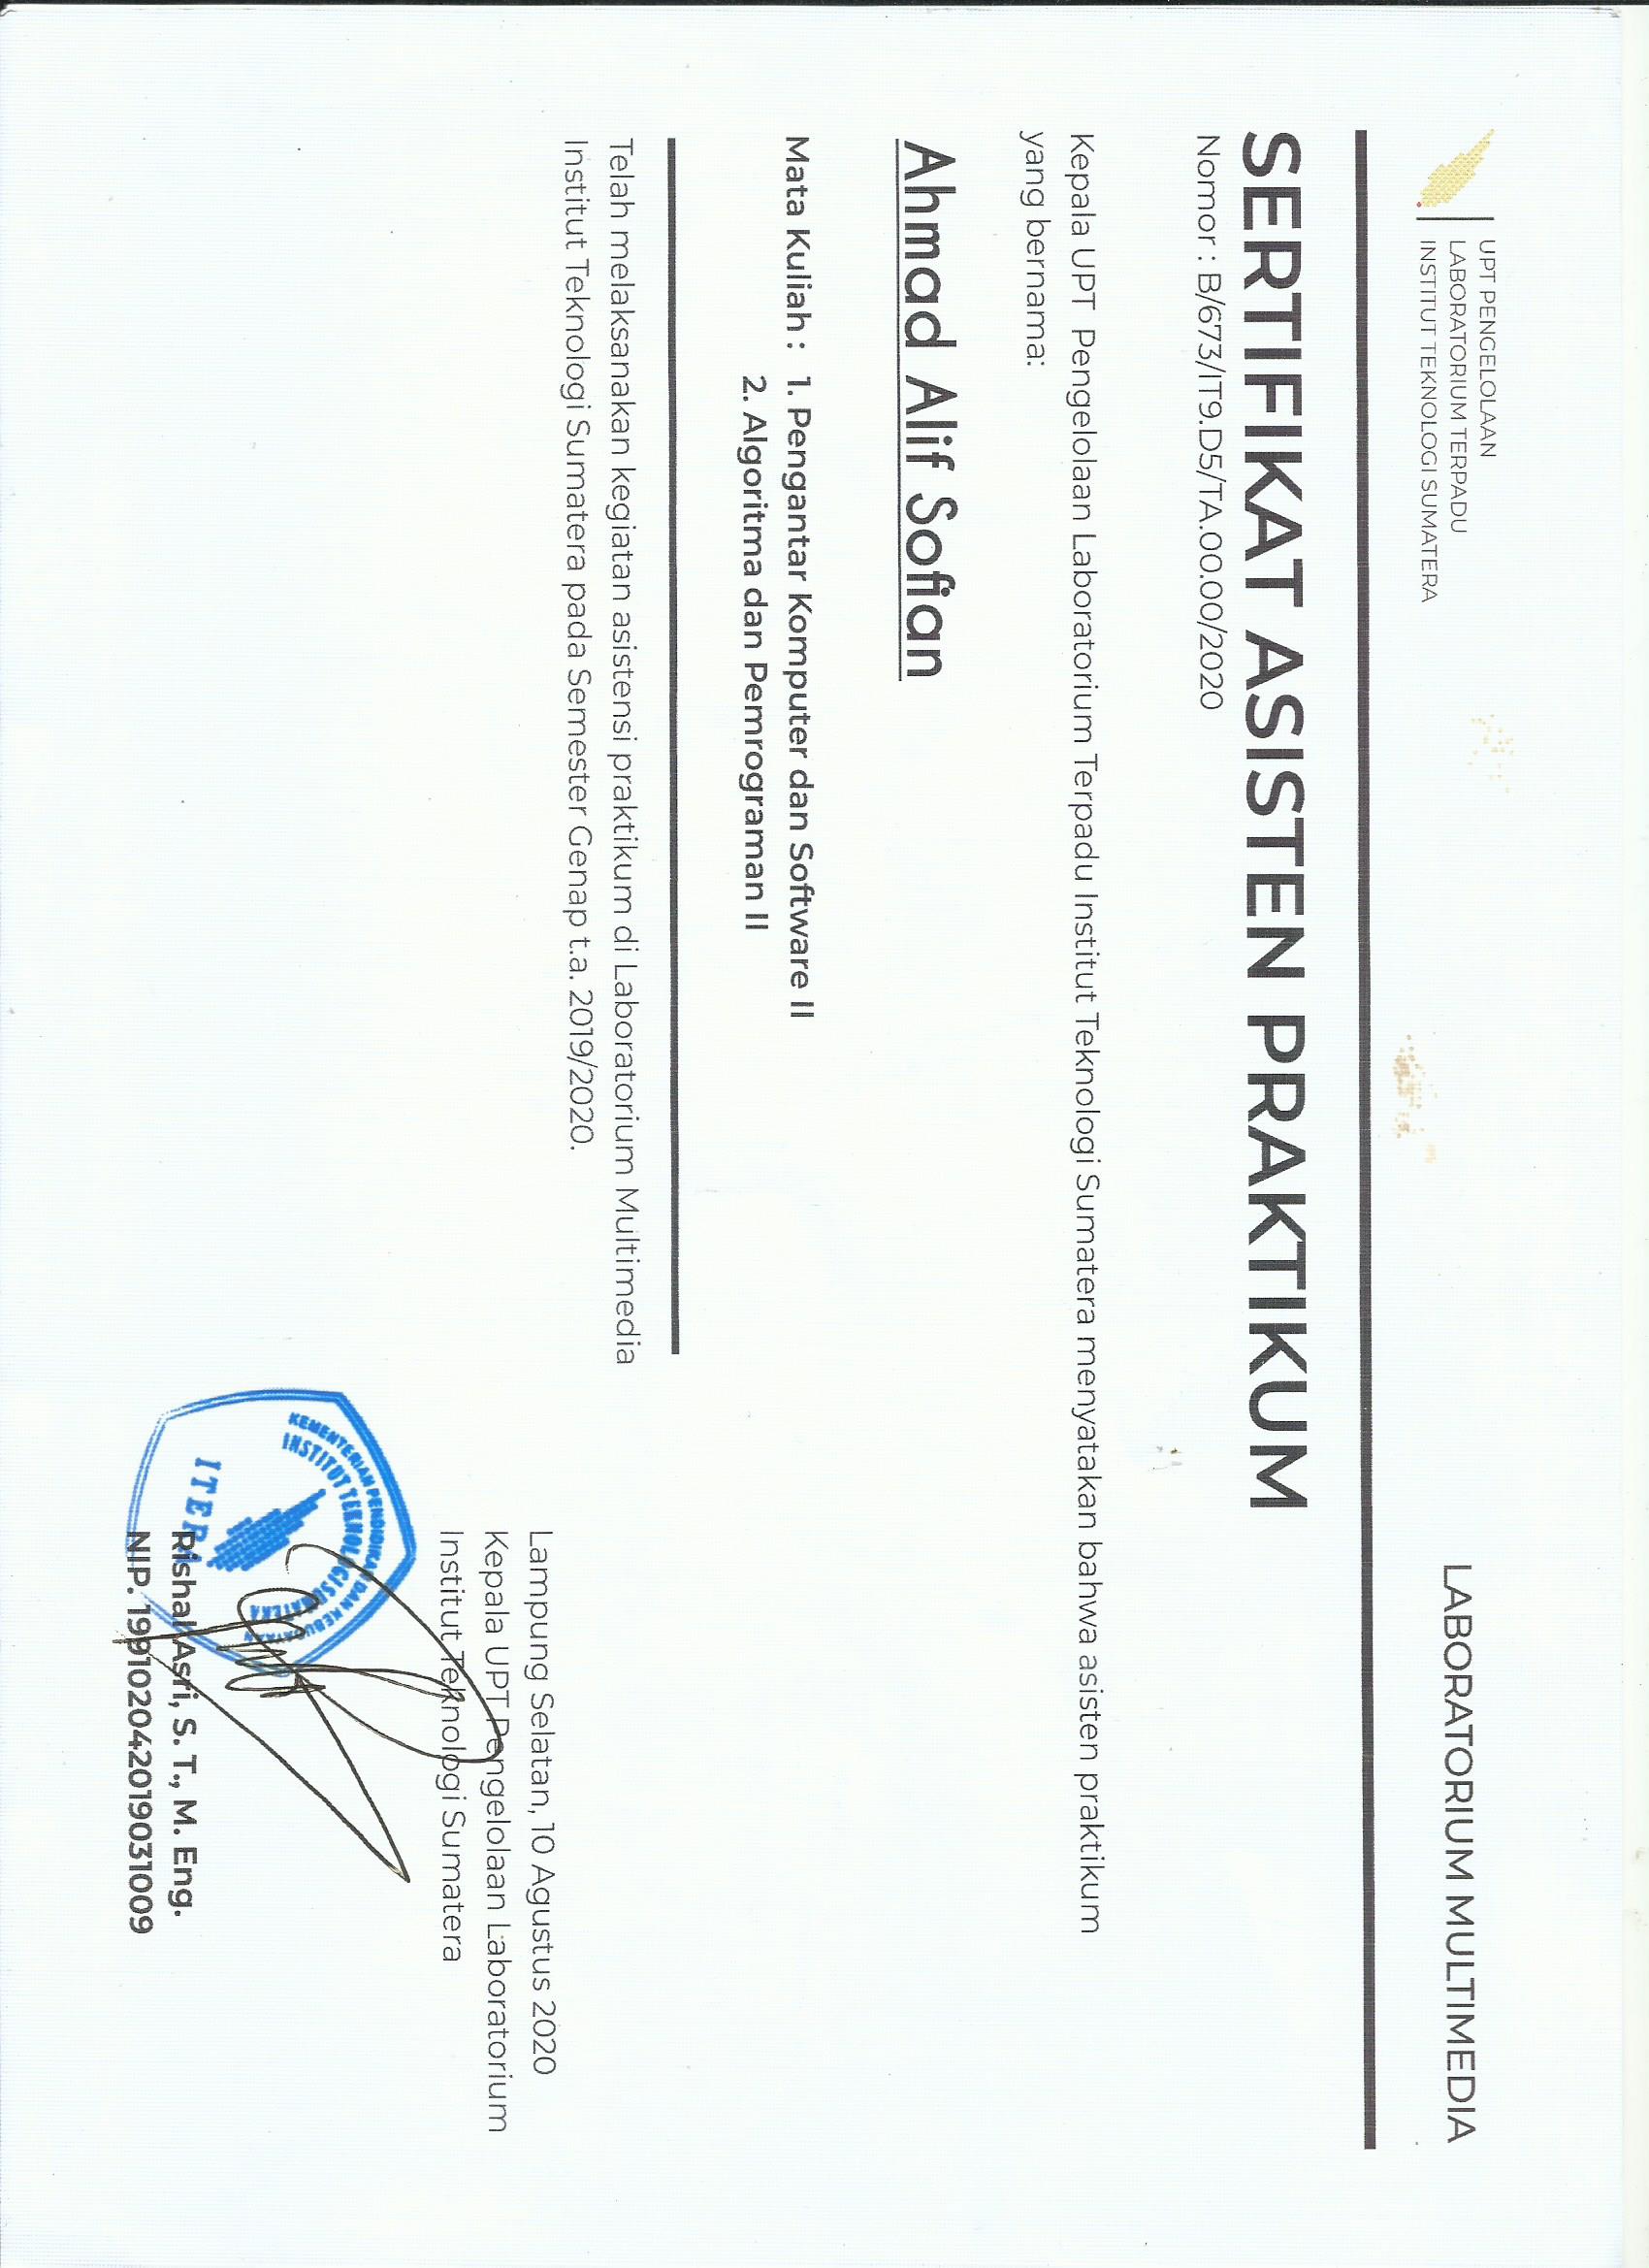 UPT PENGELOLAAN
LABORATORIUM TERPADU
INSTITUT TEKNOLOGI SUMATERA
LABORATORIUM MULTIMEDIA
SERTIFIKAT ASISTEN PRAKTIKUM
Nomor : B/673/IT9.D5/TA.00.00/2020
Kepala UPT Pengelolaan Laboratorium Terpadu Institut Teknologi Sumatera menyatakan bahwa asisten praktikum
yang bernama:
Ahmad Alif Sofian
Mata Kuliah : 1. Pengantar Komputer dan Software II
2. Algoritma dan Pemrograman II
Telah melaksanakan kegiatan asistensi praktikum di Laboratorium Multimedia
Institut Teknologi Sumatera pada Semester Genap t.a. 2019/2020.
Lampung Selatan, 10 Agustus 2020
Kepala UPT Pengelolaan Laboratorium
Institut Teknologi Sumatera
KEMENTERIAN PENDIDIKAN DAN KEBUDAYAAN
INSTITUT TEKNOLOGI SUMATERA
ITERA
Rishal Asri, S. T., M. Eng.
NIP. 199102042019031009